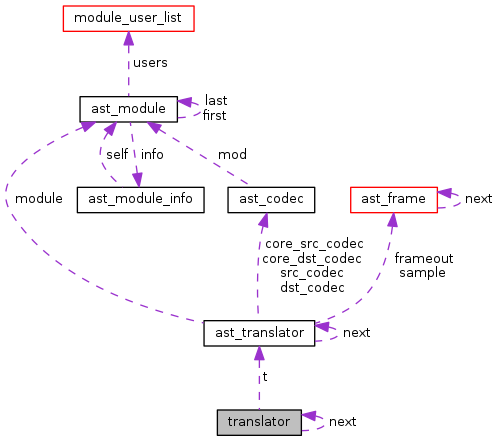 module_user_list
users
ast_module
last
first
self
info
mod
module
ast_module_info
ast_codec
ast_frame
next
core_src_codec
core_dst_codec
src_codec
dst_codec
frameout
sample
ast_translator
next
t
translator
next